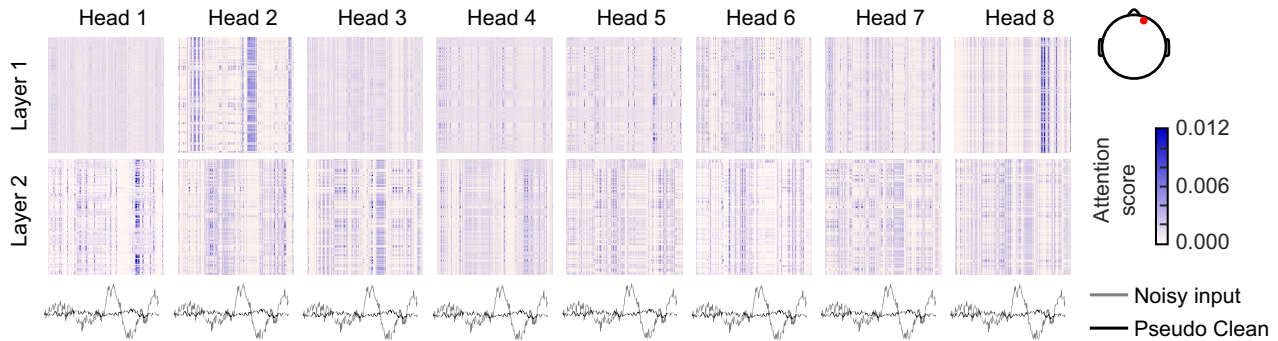 Head 1 Head 2 Head 3 Head 4 Head 5 Head 6 Head 7 Head 8
Layer 1
Layer 2
Attention
score
0.012
0.006
0.000
Noisy input
Pseudo Clean